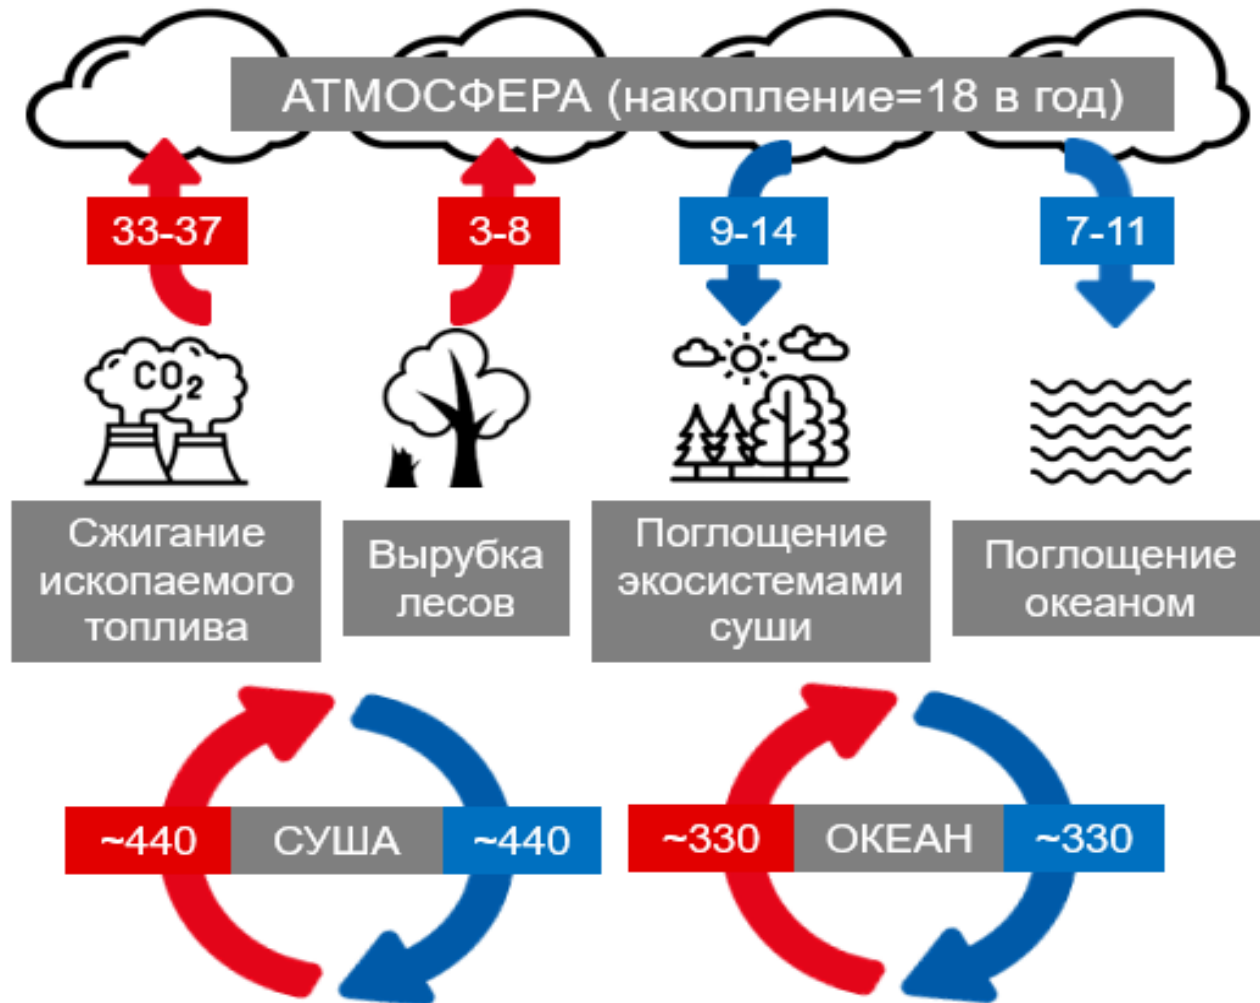 АТМОСФЕРА (накопление=18 в год)
33-37
3-8
9-14
7-11
CO₂
Сжигание
ископаемого
топлива
Вырубка
лесов
Поглощение
экосистемами
суши
Поглощение
океаном
~440
СУША
~440
~330
ОКЕАН
~330